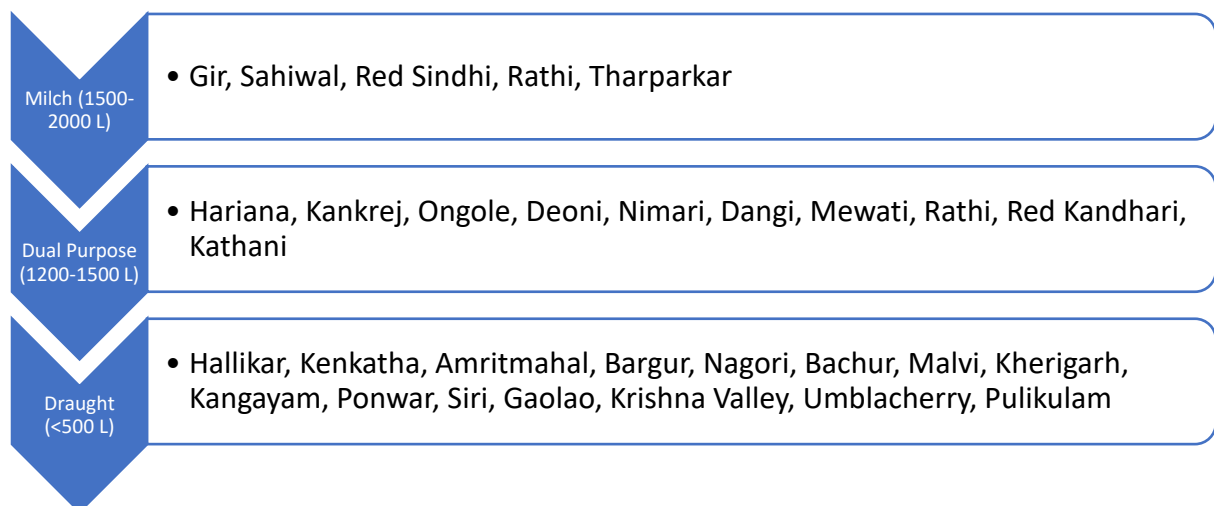 Milch (1500-
2000 L)
• Gir, Sahiwal, Red Sindhi, Rathi, Tharparkar
Dual Purpose
(1200-1500 L)
• Hariana, Kankrej, Ongole, Deoni, Nimari, Dangi, Mewati, Rathi, Red Kandhari,
Kathani
Draught
(<500 L)
• Hallikar, Kenkatha, Amritmahal, Bargur, Nagori, Bachur, Malvi, Kherigarh,
Kangayam, Ponwar, Siri, Gaolao, Krishna Valley, Umblacherry, Pulikulam